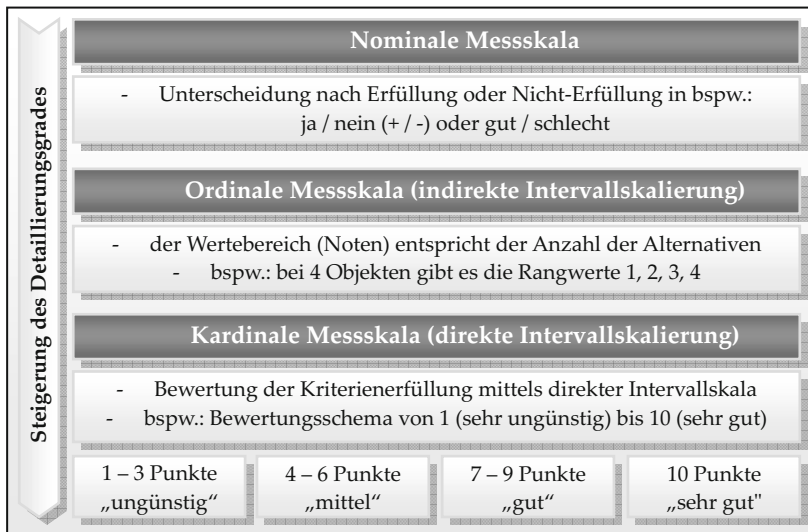 Steigerung des Detaillierungsgrades
Nominale Messskala
- Unterscheidung nach Erfüllung oder Nicht-Erfüllung in bspw.:
ja / nein (+ / -) oder gut / schlecht
Ordinale Messskala (indirekte Intervallskalierung)
- der Wertebereich (Noten) entspricht der Anzahl der Alternativen
- bspw.: bei 4 Objekten gibt es die Rangwerte 1, 2, 3, 4
Kardinale Messskala (direkte Intervallskalierung)
- Bewertung der Kriterienerfüllung mittels direkter Intervallskala
- bspw.: Bewertungsschema von 1 (sehr ungünstig) bis 10 (sehr gut)
1 – 3 Punkte
„ungünstig“
4 – 6 Punkte
„mittel“
7 – 9 Punkte
„gut“
10 Punkte
„sehr gut"